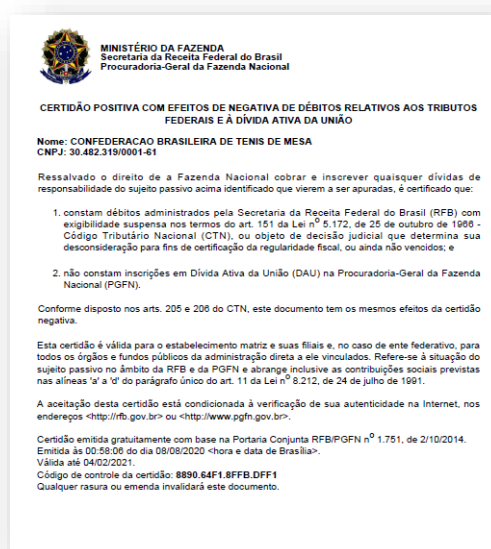 MINISTÉRIO DA FAZENDA
Secretaria da Receita Federal do Brasil
Procuradoria-Geral da Fazenda Nacional
CERTIDÃO POSITIVA COM EFEITOS DE NEGATIVA DE DÉBITOS RELATIVOS AOS TRIBUTOS
FEDERAIS E À DÍVIDA ATIVA DA UNIÃO
Nome: CONFEDERACAO BRASILEIRA DE TENIS DE MESA
CNPJ: 30.482.319/0001-61
Ressalvado o direito de a Fazenda Nacional cobrar e inscrever quaisquer dívidas de
responsabilidade do sujeito passivo acima identificado que vierem a ser apuradas, é certificado que:
1. constam débitos administrados pela Secretaria da Receita Federal do Brasil (RFB) com
exigibilidade suspensa nos termos do art. 151 da Lei nº 5.172, de 25 de outubro de 1966 -
Código Tributário Nacional (CTN), ou objeto de decisão judicial que determina sua
desconsideração para fins de certificação da regularidade fiscal, ou ainda não vencidos; e
2. não constam inscrições em Dívida Ativa da União (DAU) na Procuradoria-Geral da Fazenda
Nacional (PGFN).
Conforme disposto nos arts. 205 e 206 do CTN, este documento tem os mesmos efeitos da certidão
negativa.
Esta certidão é válida para o estabelecimento matriz e suas filiais e, no caso de ente federativo, para
todos os órgãos e fundos públicos da administração direta a ele vinculados. Refere-se à situação do
sujeito passivo no âmbito da RFB e da PGFN e abrange inclusive as contribuições sociais previstas
nas alíneas 'a' a 'd' do parágrafo único do art. 11 da Lei nº 8.212, de 24 de julho de 1991.
A aceitação desta certidão está condicionada à verificação de sua autenticidade na Internet, nos
endereços <http://rfb.gov.br> ou <http://www.pgfn.gov.br>.
Certidão emitida gratuitamente com base na Portaria Conjunta RFB/PGFN nº 1.751, de 2/10/2014.
Emitida às 00:58:06 do dia 08/08/2020 <hora e data de Brasília>.
Válida até 04/02/2021.
Código de controle da certidão: 8890.64F1.8FFB.DFF1
Qualquer rasura ou emenda invalidará este documento.